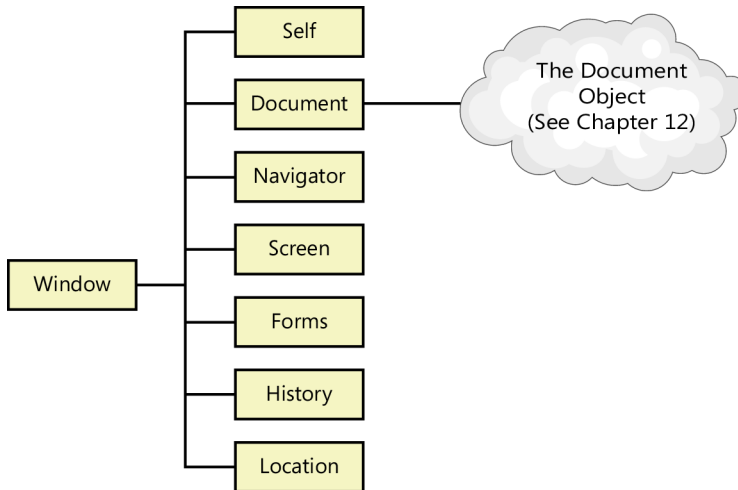 Self
Document
The Document
Object
(See Chapter 12)
Navigator
Screen
Window
Forms
History
Location